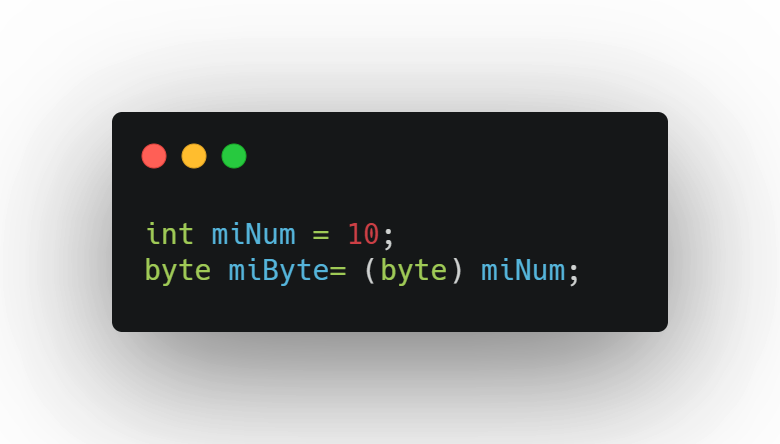 int miNum = 10;
byte miByte= (byte) miNum;